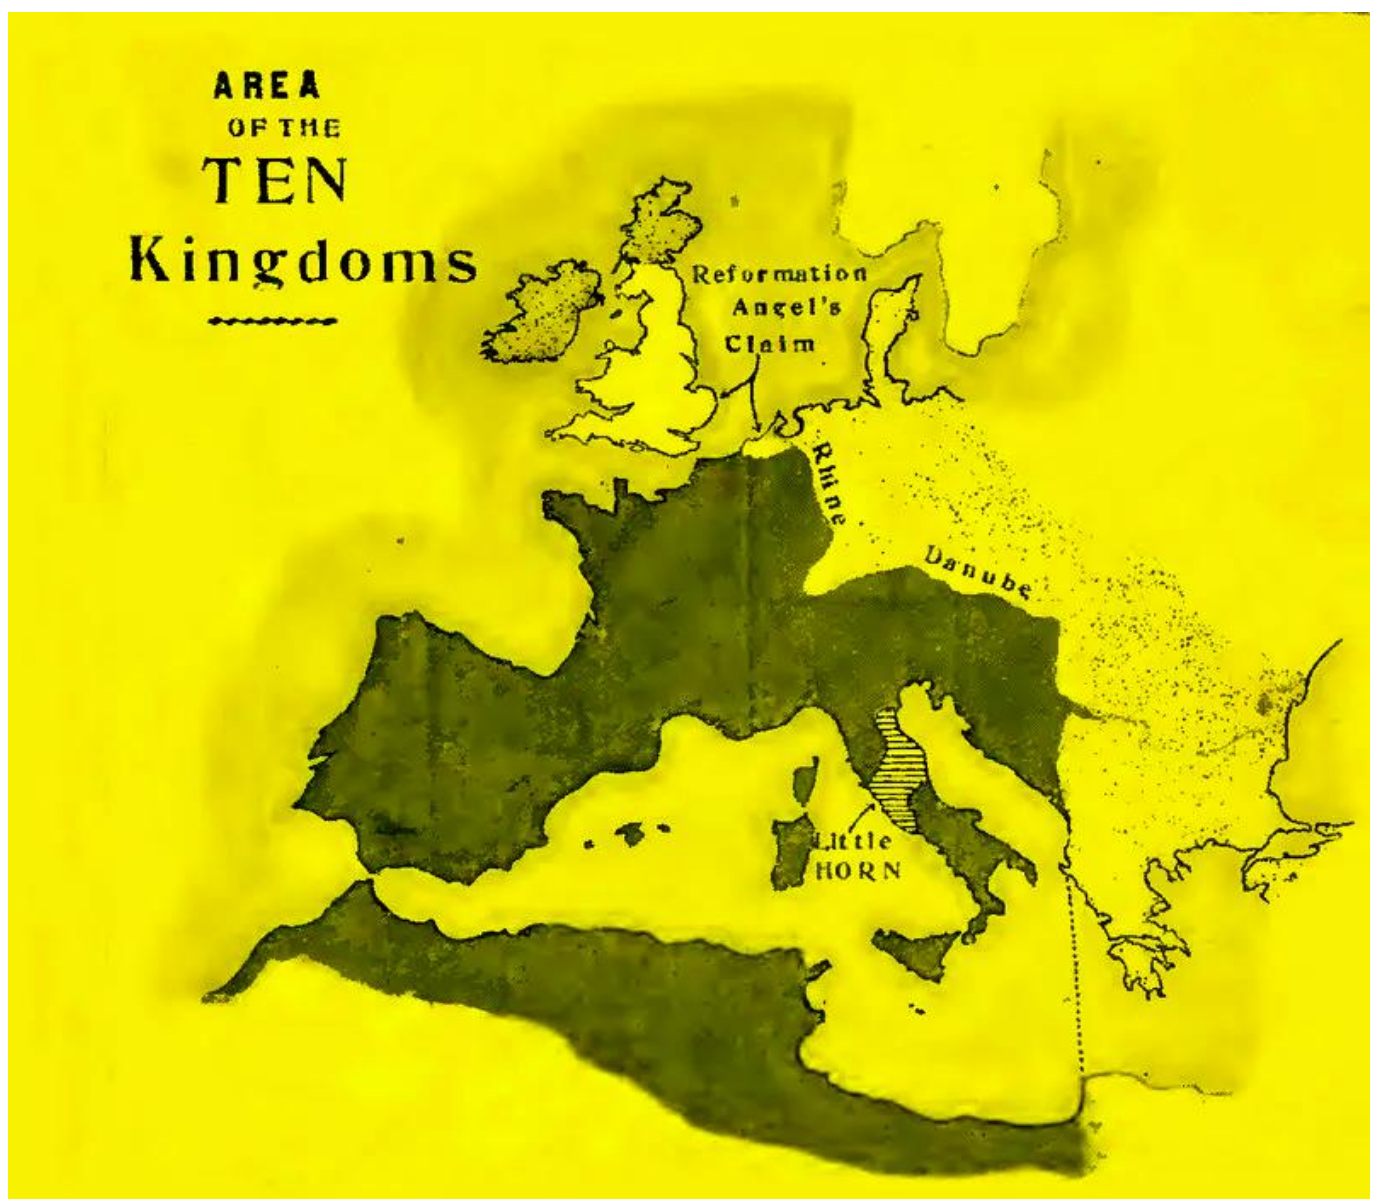 AREA
OF THE
TEN
Kingdoms
Reformation
Angel's
Claim
Rhine
Danube
Little
HORN